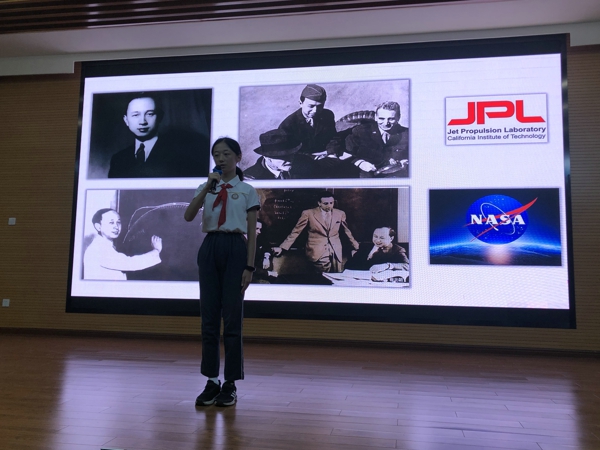 JPL
Jet Propulsion Laboratory
California Institute of Technology
NASA